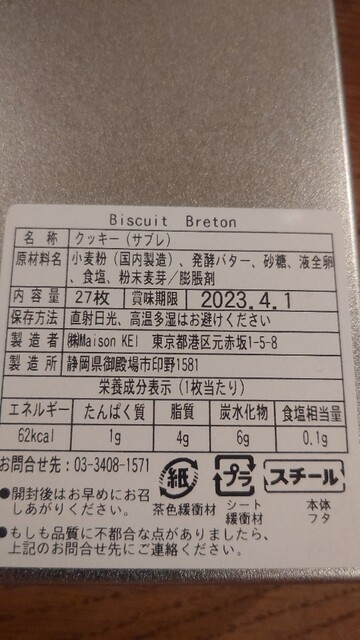 Biscuit Breton
名 称 クッキー（サブレ）
原材料名 小麦粉（国内製造）、発酵バター、砂糖、液全卵
、食塩、粉末麦芽／膨脹剤
内 容 量 27枚 賞味期限 2023.4.1
保存方法 直射日光、高温多湿はお避けください
製 造 者 ㈱Maison KEI 東京都港区元赤坂1-5-8
製 造 所 静岡県御殿場市印野1581
栄養成分表示（1枚当たり）
エネルギー たんぱく質 脂質 炭水化物 食塩相当量
62kcal 1g 4g 6g 0.1g
お問合せ先：03-3408-1571
●開封後はお早めにお召
しあがりください。
紙 プラ スチール
茶色緩衝材 シート 本体
緩衝材 フタ
●もしも品質に不都合な点がありましたら、
上記のお問合せ先にご連絡ください。